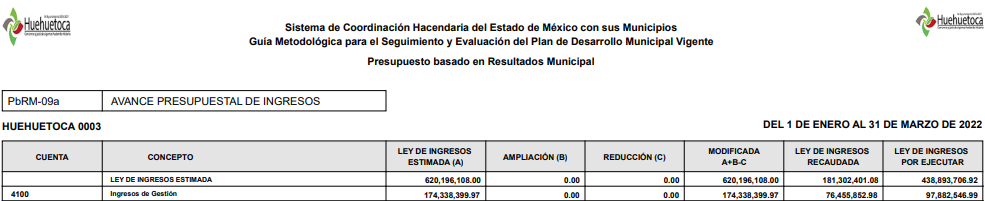 Huehuetoca
Huehuetoca
Sistema de Coordinación Hacendaria del Estado de México con sus Municipios
Guía Metodológica para el Seguimiento y Evaluación del Plan de Desarrollo Municipal Vigente
Presupuesto basado en Resultados Municipal
PbRM-09a AVANCE PRESUPUESTAL DE INGRESOS
HUEHUETOCA 0003 DEL 1 DE ENERO AL 31 DE MARZO DE 2022
CUENTA CONCEPTO LEY DE INGRESOS ESTIMADA (A) AMPLIACIÓN (B) REDUCCIÓN (C) MODIFICADA A+B-C LEY DE INGRESOS RECAUDADA LEY DE INGRESOS POR EJECUTAR
LEY DE INGRESOS ESTIMADA 620,196,108.00 0.00 0.00 620,196,108.00 181,302,401.08 438,893,706.92
4100 Ingresos de Gestión 174,338,399.97 0.00 0.00 174,338,399.97 76,455,852.98 97,882,546.99